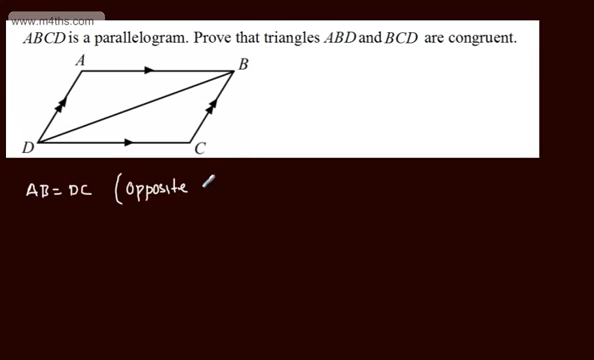 www.m4ths.com
ABCD is a parallelogram. Prove that triangles ABD and BCD are congruent.
A
B
D
C
AB = DC (Opposite